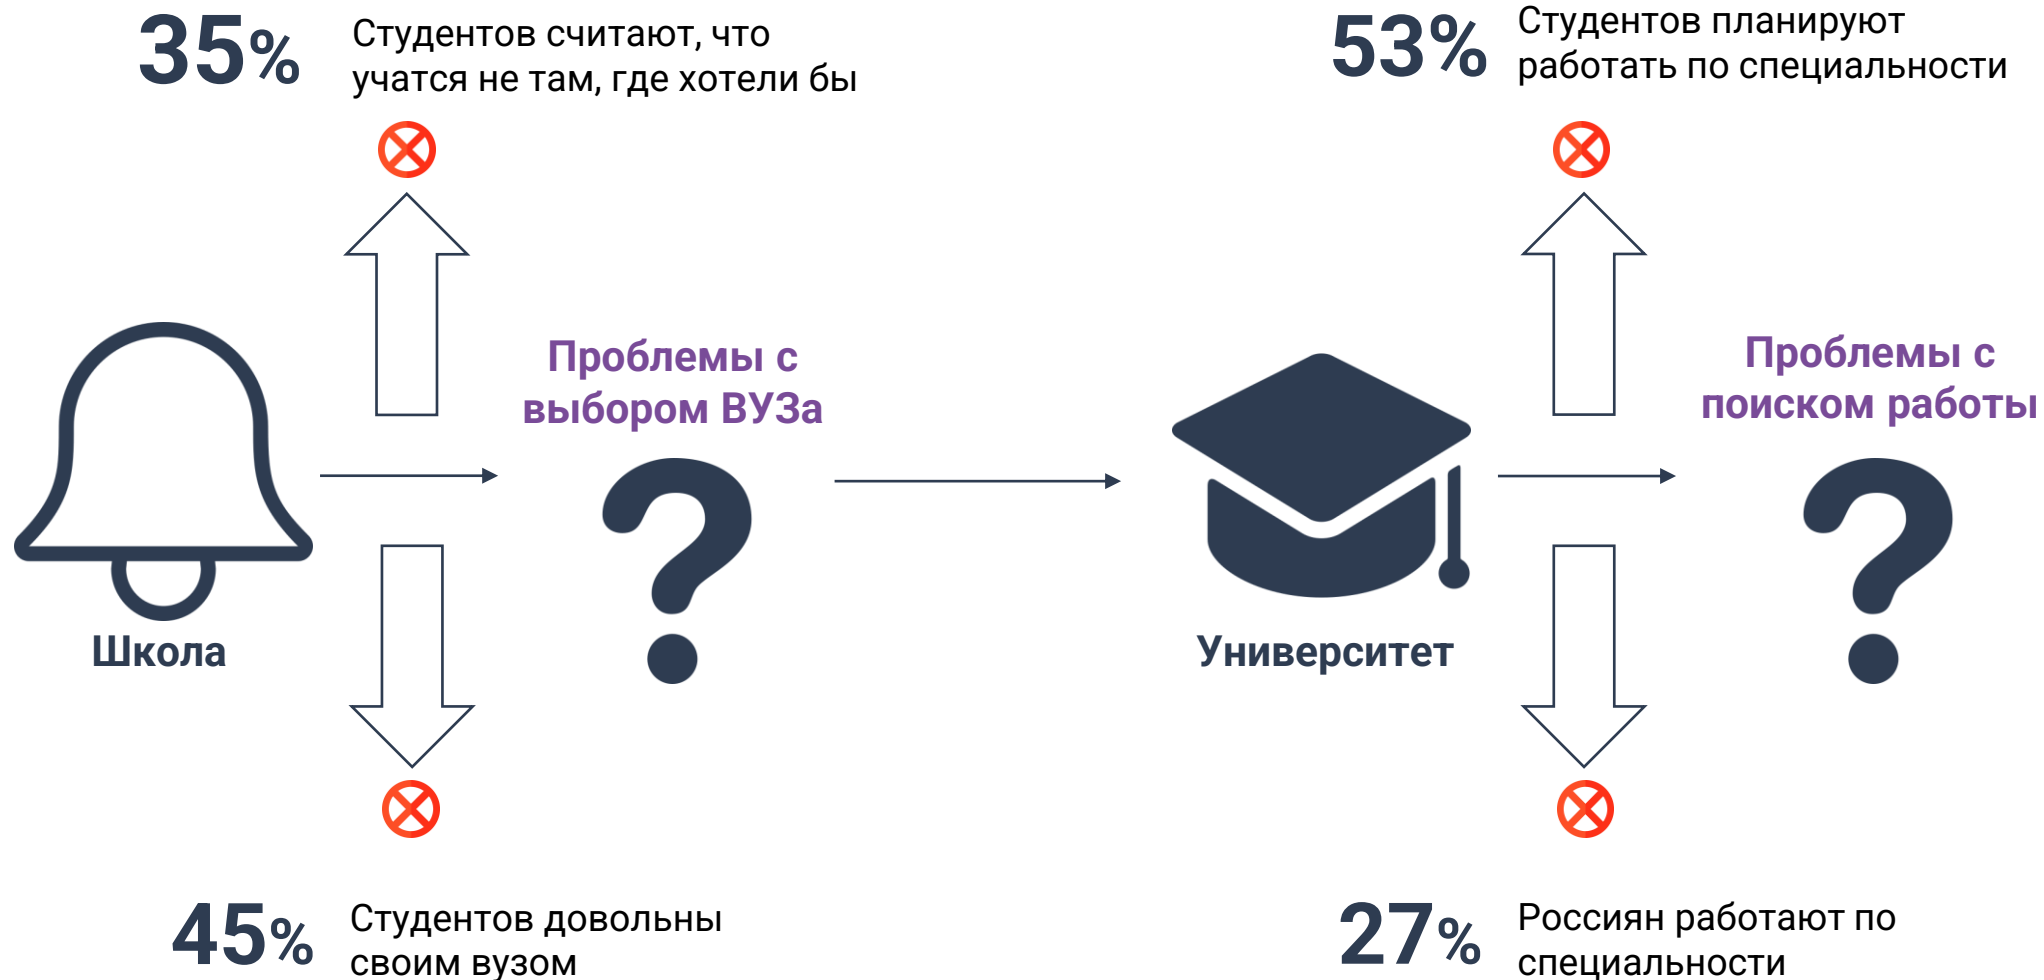 35%
Студентов считают, что
учатся не там, где хотели бы
53%
Студентов планируют
работать по специальности
Проблемы с
выбором ВУЗа
?
Школа
Проблемы с
поиском работы
?
Университет
45%
Студентов довольны
своим вузом
27%
Россиян работают по
специальности